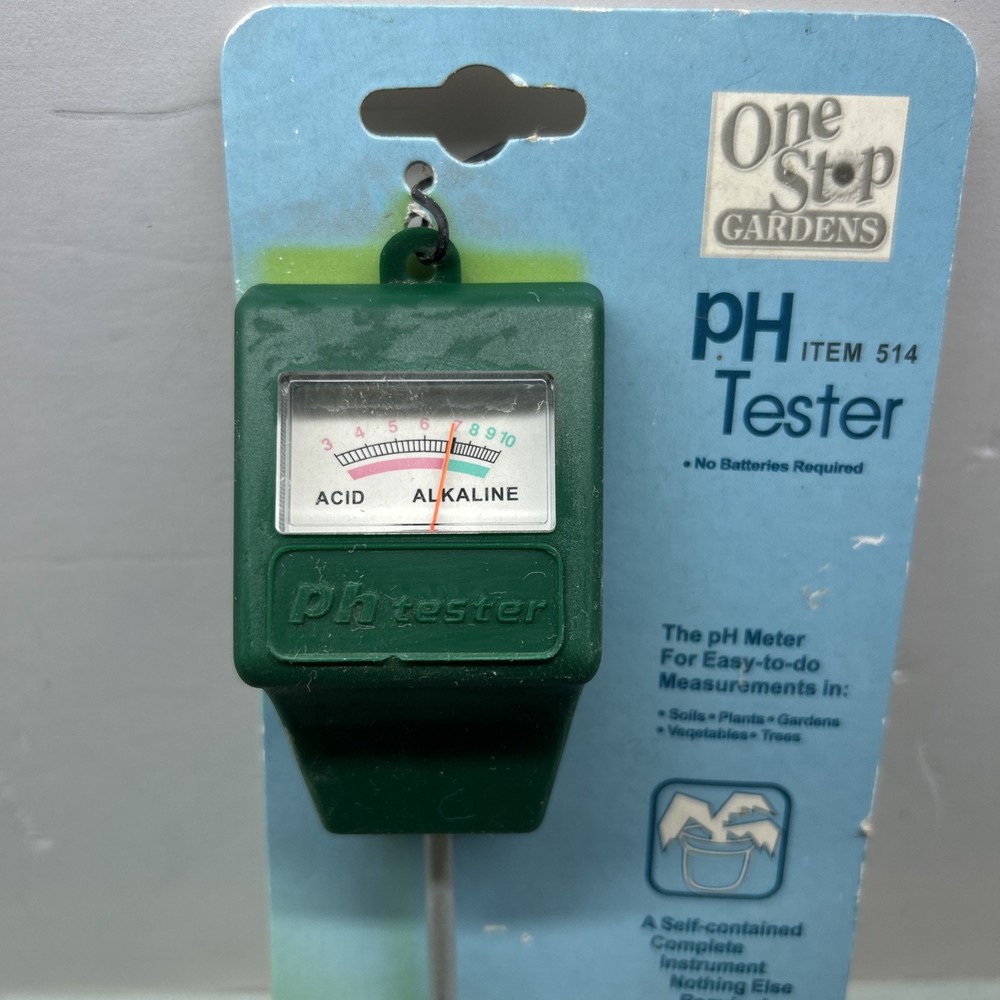 One
Stop
GARDENS
pH ITEM 514
Tester
• No Batteries Required
3 4 5 6 7 8 9 10
ACID ALKALINE
ph tester
The pH Meter
For Easy-to-do
Measurements in:
• Soils • Plants • Gardens
• Vegetables • Trees
A Self-contained
Complete
Instrument
Nothing Else